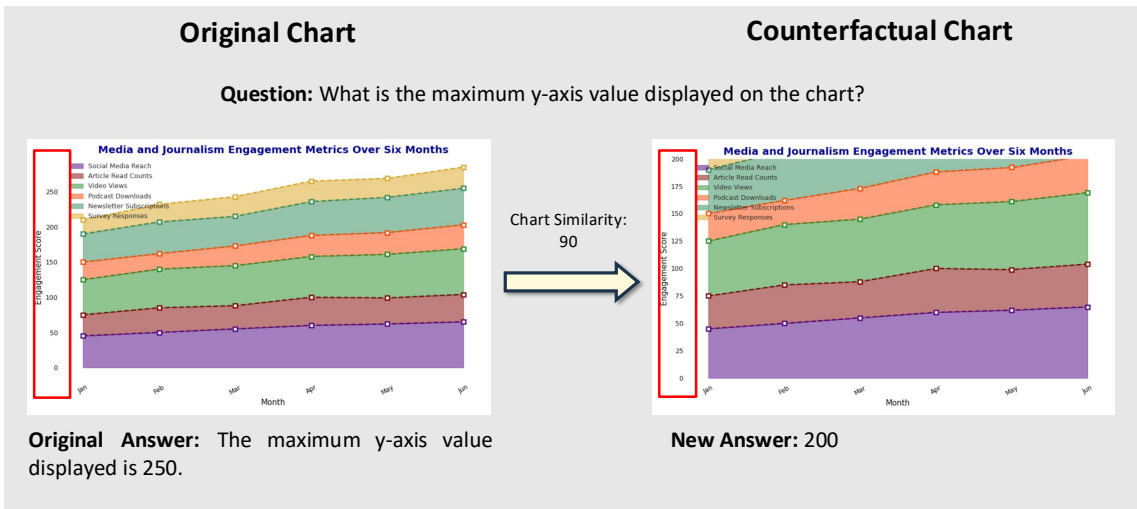 Original Chart
Counterfactual Chart
Question: What is the maximum y-axis value displayed on the chart?
Media and Journalism Engagement Metrics Over Six Months
Social Media Reach
Article Read Counts
Video Views
Podcast Downloads
Newsletter Subscriptions
Survey Responses
250
200
150
100
50
0
Engagement Score
Jan
Feb
Mar
Apr
May
Jun
Month
Chart Similarity:
90
Media and Journalism Engagement Metrics Over Six Months
Social Media Reach
Article Read Counts
Video Views
Podcast Downloads
Newsletter Subscriptions
Survey Responses
200
175
150
125
100
75
50
25
0
Engagement Score
Jan
Feb
Mar
Apr
May
Jun
Month
Original Answer: The maximum y-axis value
displayed is 250.
New Answer: 200